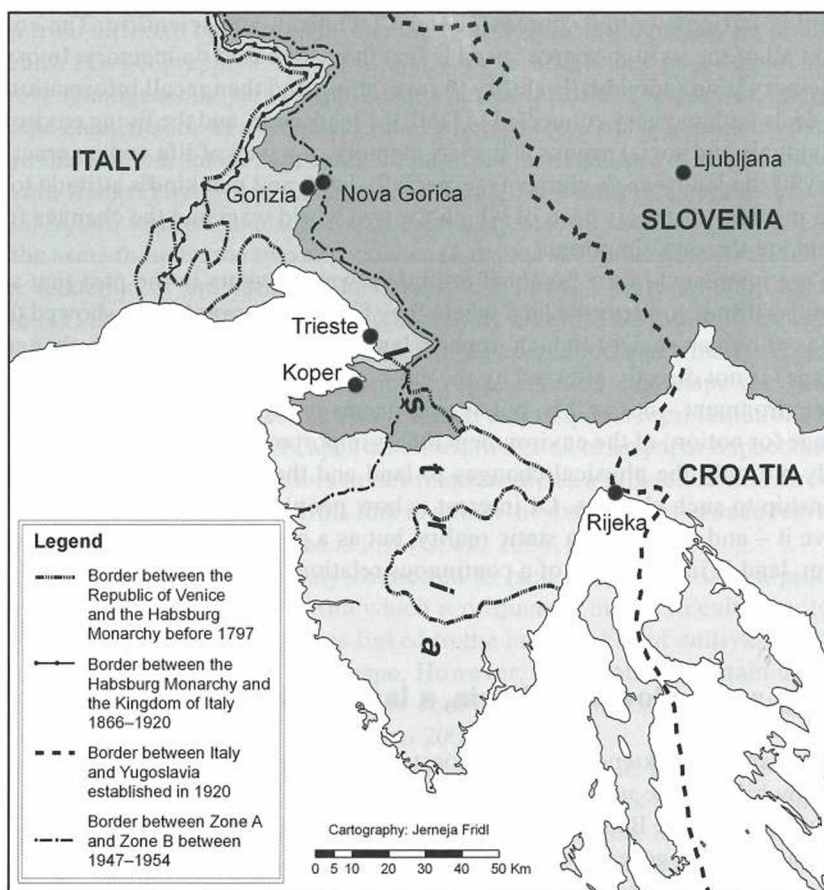 ITALY
Ljubljana
Gorizia
Nova Gorica
SLOVENIA
Trieste
Koper
Istria
CROATIA
Rijeka
Legend
Border between the
Republic of Venice
and the Habsburg
Monarchy before 1797
Border between the
Habsburg Monarchy and
the Kingdom of Italy
1866–1920
Border between Italy
and Yugoslavia
established in 1920
Border between Zone A
and Zone B between
1947–1954
Cartography: Jerneja Fridl
0 5 10 20 30 40 50 Km